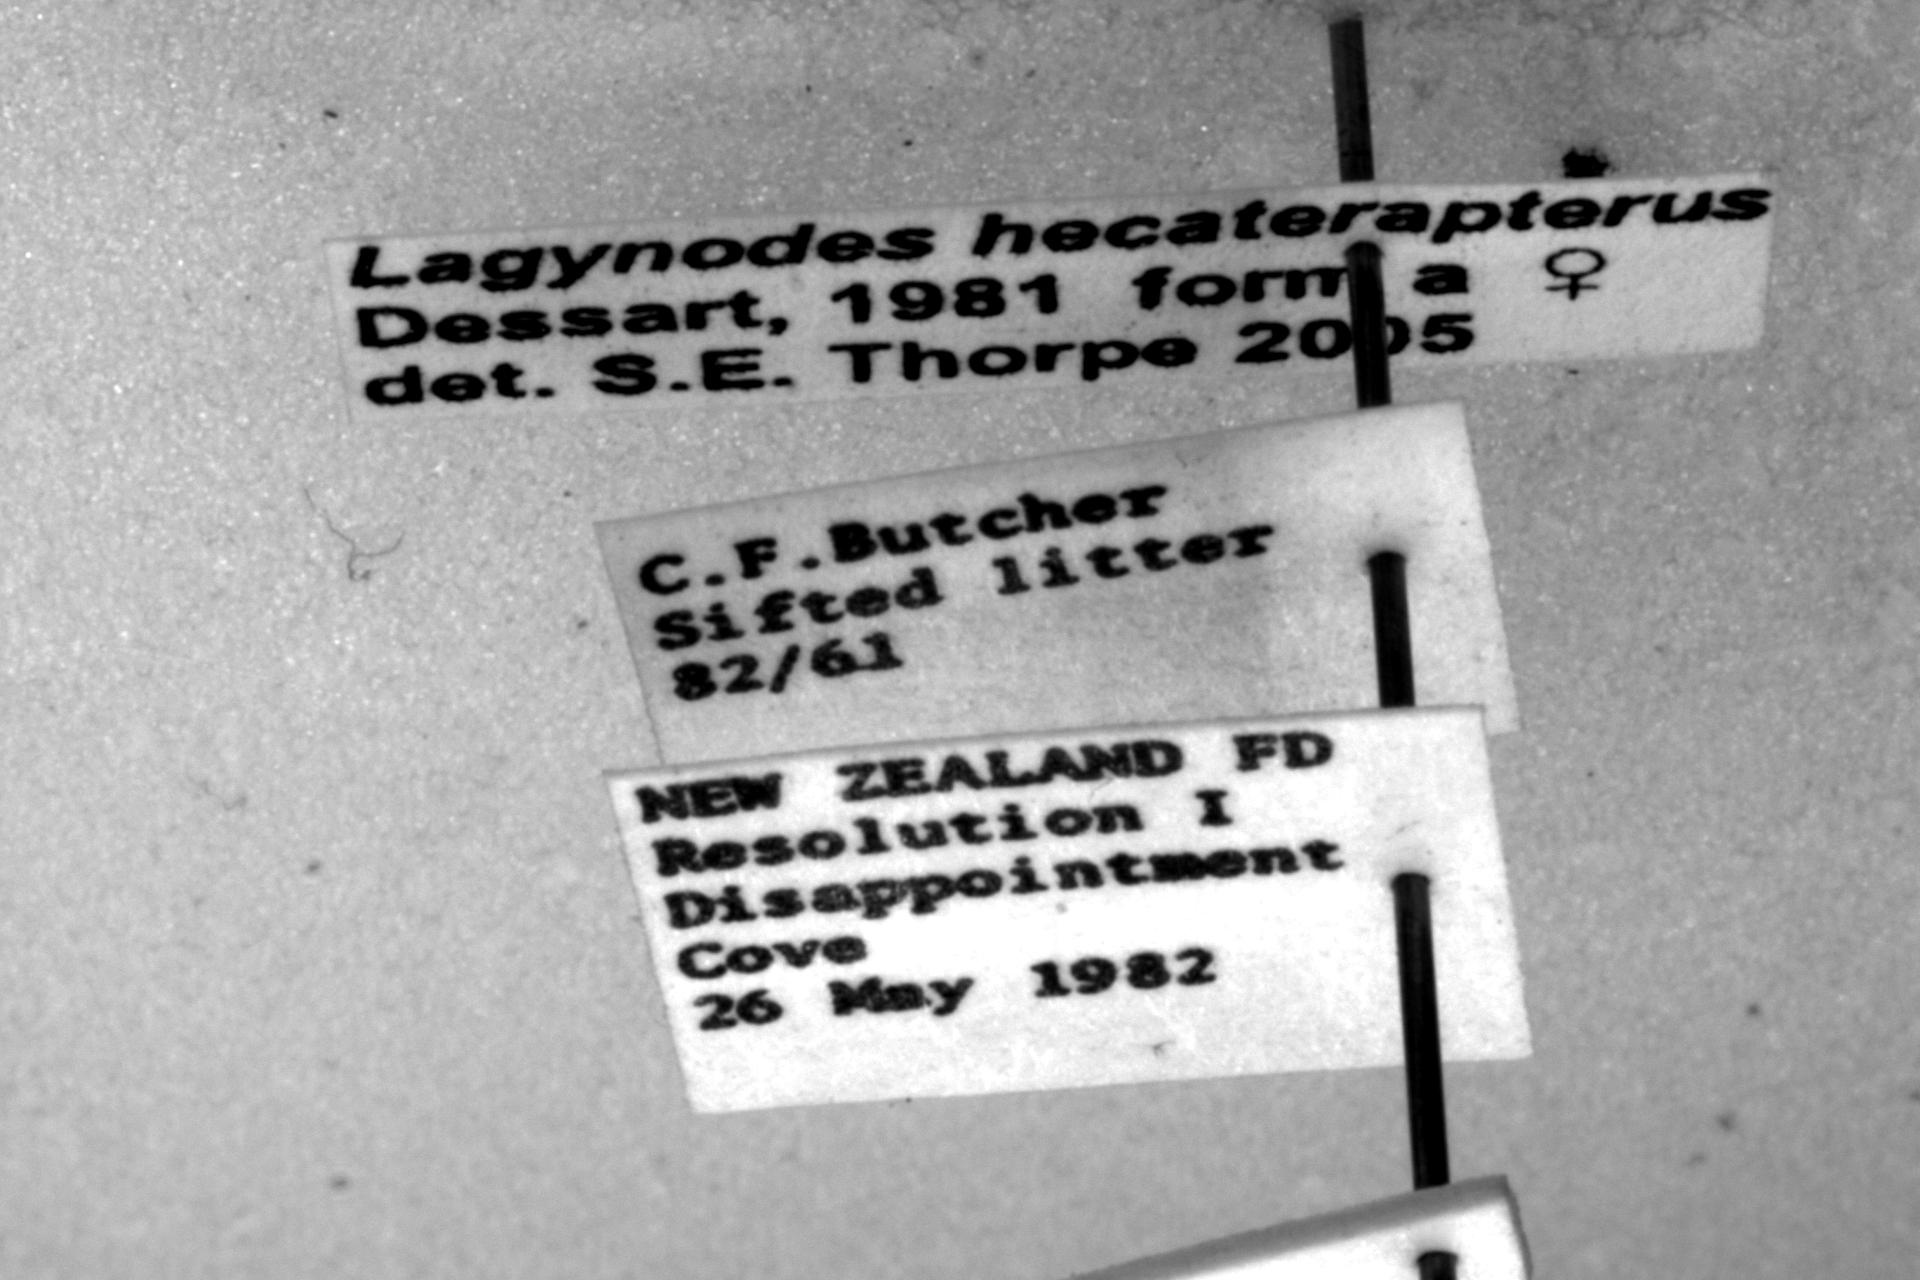 Lagynodes hecaterapterus
Dessart, 1981 form a ♀
det. S.E. Thorpe 2005
C.F.Butcher
Sifted litter
82/61
NEW ZEALAND FD
Resolution I
Disappointment
Cove
26 May 1982